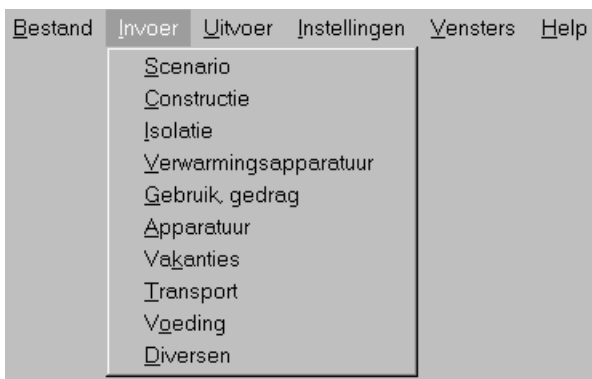 Bestand Invoer Uitvoer Instellingen Vensters Help
Scenario
Constructie
Isolatie
Verwarmingsapparatuur
Gebruik, gedrag
Apparatuur
Vakanties
Transport
Voeding
Diversen